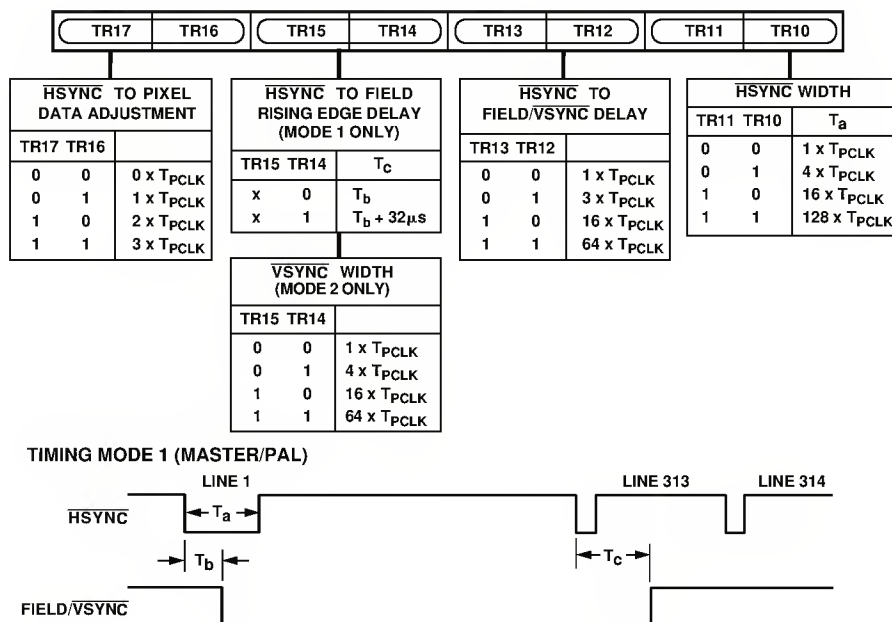 TR17 TR16 TR15 TR14 TR13 TR12 TR11 TR10
HSYNC TO PIXEL
DATA ADJUSTMENT
TR17 TR16
0 0 0 x TPCLK
0 1 1 x TPCLK
1 0 2 x TPCLK
1 1 3 x TPCLK
HSYNC TO FIELD
RISING EDGE DELAY
(MODE 1 ONLY)
TR15 TR14 Tc
x 0 Tb
x 1 Tb + 32µs
VSYNC WIDTH
(MODE 2 ONLY)
TR15 TR14
0 0 1 x TPCLK
0 1 4 x TPCLK
1 0 16 x TPCLK
1 1 64 x TPCLK
HSYNC TO
FIELD/VSYNC DELAY
TR13 TR12
0 0 1 x TPCLK
0 1 3 x TPCLK
1 0 16 x TPCLK
1 1 64 x TPCLK
HSYNC WIDTH
TR11 TR10 Ta
0 0 1 x TPCLK
0 1 4 x TPCLK
1 0 16 x TPCLK
1 1 128 x TPCLK
TIMING MODE 1 (MASTER/PAL)
LINE 1 LINE 313 LINE 314
HSYNC
Ta
Tb
Tc
FIELD/VSYNC